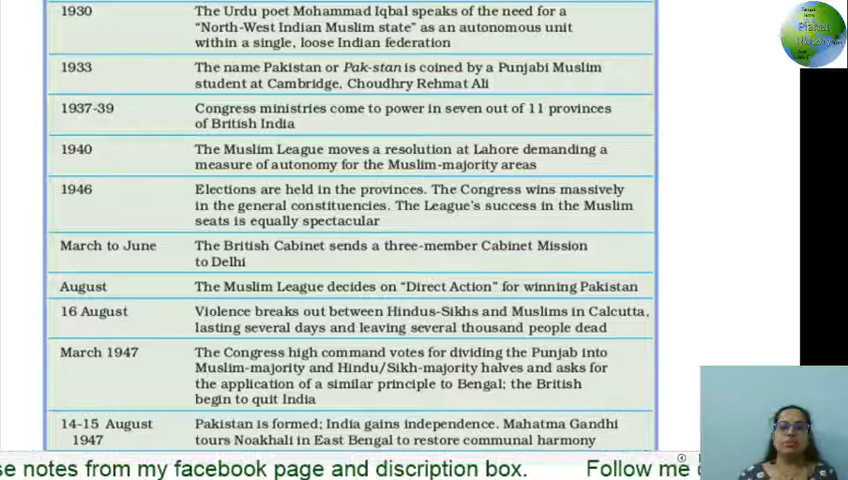 1930 The Urdu poet Mohammad Iqbal speaks of the need for a
“North-West Indian Muslim state” as an autonomous unit
within a single, loose Indian federation
1933 The name Pakistan or Pak-stan is coined by a Punjabi Muslim
student at Cambridge, Choudhry Rehmat Ali
1937-39 Congress ministries come to power in seven out of 11 provinces
of British India
1940 The Muslim League moves a resolution at Lahore demanding a
measure of autonomy for the Muslim-majority areas
1946 Elections are held in the provinces. The Congress wins massively
in the general constituencies. The League’s success in the Muslim
seats is equally spectacular
March to June The British Cabinet sends a three-member Cabinet Mission
to Delhi
August The Muslim League decides on “Direct Action” for winning Pakistan
16 August Violence breaks out between Hindus-Sikhs and Muslims in Calcutta,
lasting several days and leaving several thousand people dead
March 1947 The Congress high command votes for dividing the Punjab into
Muslim-majority and Hindu/Sikh-majority halves and asks for
the application of a similar principle to Bengal; the British
begin to quit India
14-15 August Pakistan is formed; India gains independence. Mahatma Gandhi
1947 tours Noakhali in East Bengal to restore communal harmony
se notes from my facebook page and discription box. Follow me